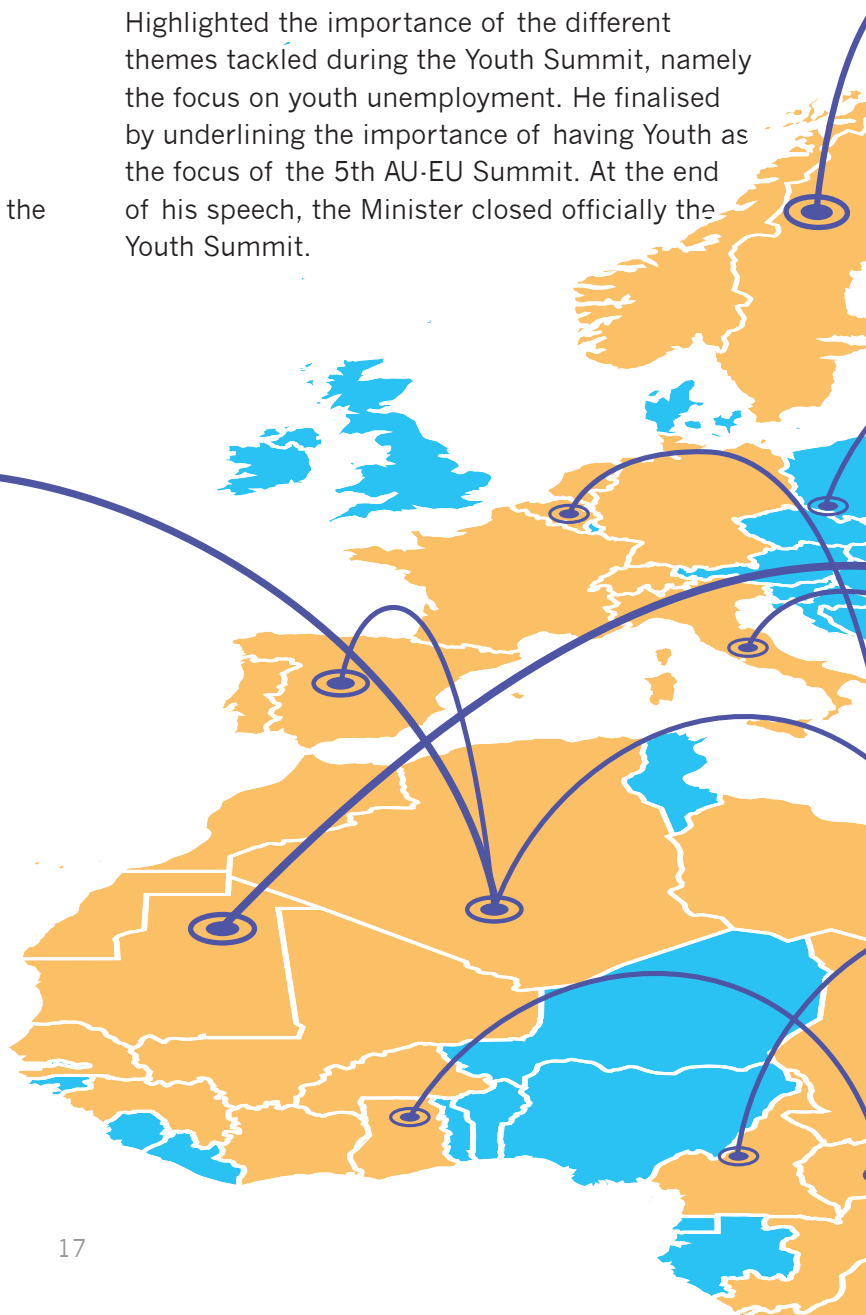 Highlighted the importance of the different
themes tackled during the Youth Summit, namely
the focus on youth unemployment. He finalised
by underlining the importance of having Youth as
the focus of the 5th AU-EU Summit. At the end
the
of his speech, the Minister closed officially the
Youth Summit.
17